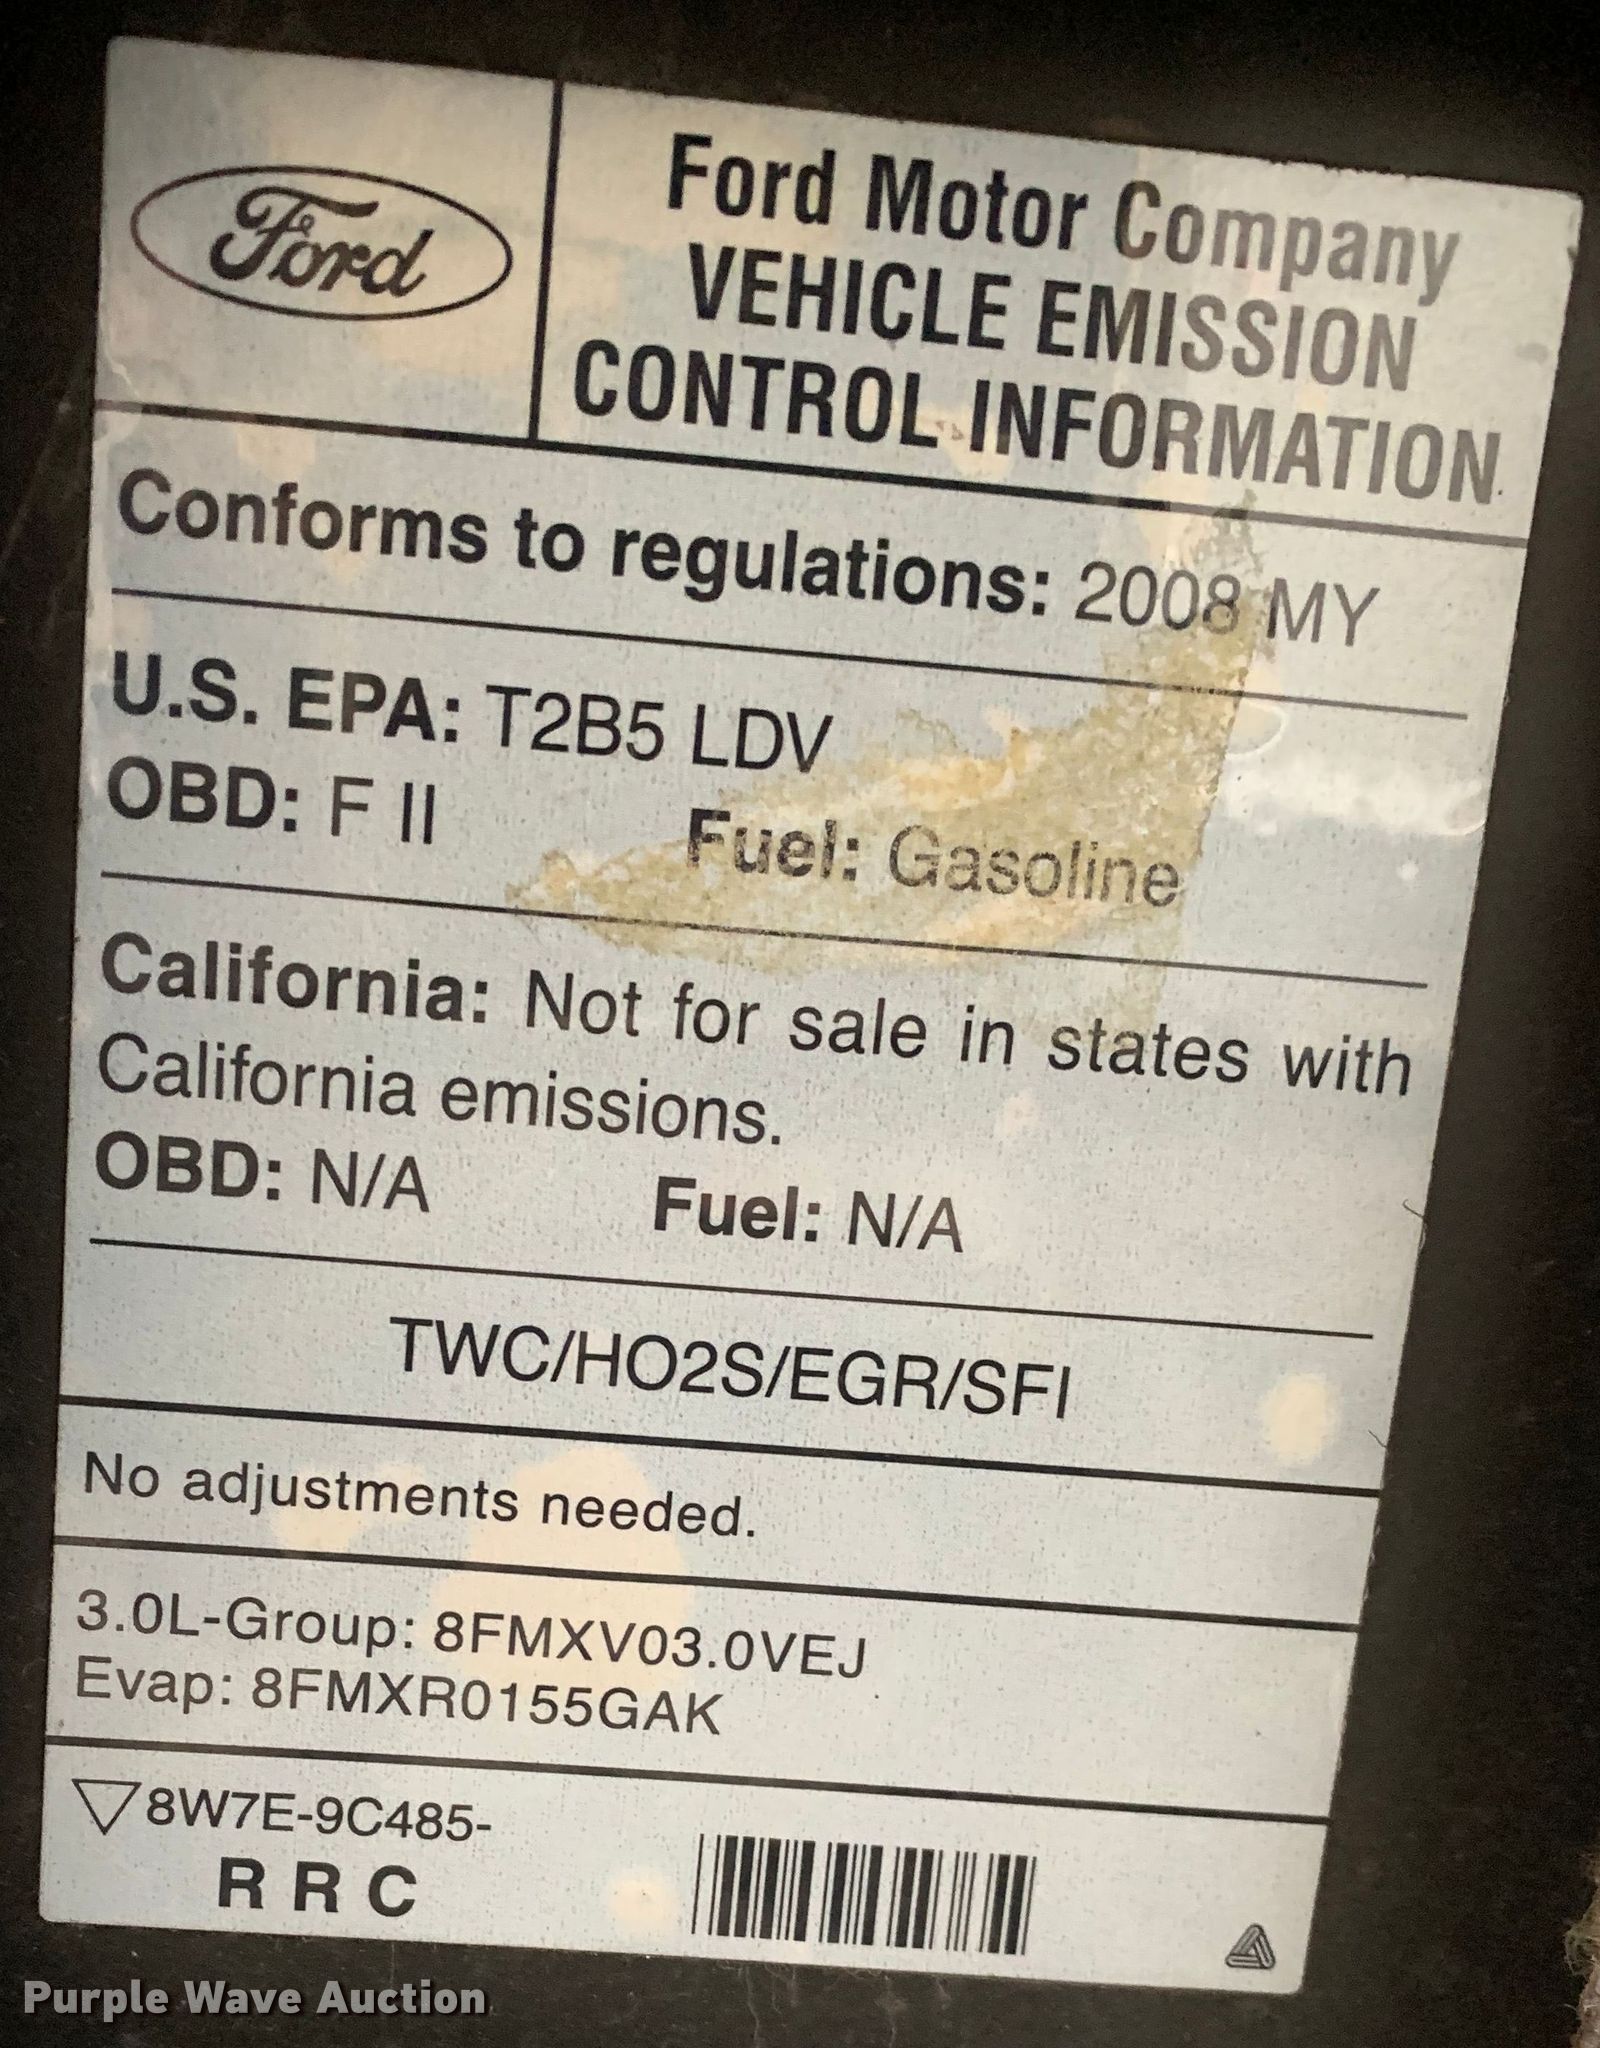 Ford
Ford Motor Company
VEHICLE EMISSION
CONTROL INFORMATION
Conforms to regulations: 2008 MY
U.S. EPA: T2B5 LDV
OBD: F II Fuel: Gasoline
California: Not for sale in states with
California emissions.
OBD: N/A Fuel: N/A
TWC/HO2S/EGR/SFI
No adjustments needed.
3.0L-Group: 8FMXV03.0VEJ
Evap: 8FMXR0155GAK
8W7E-9C485-
R R C
Purple Wave Auction